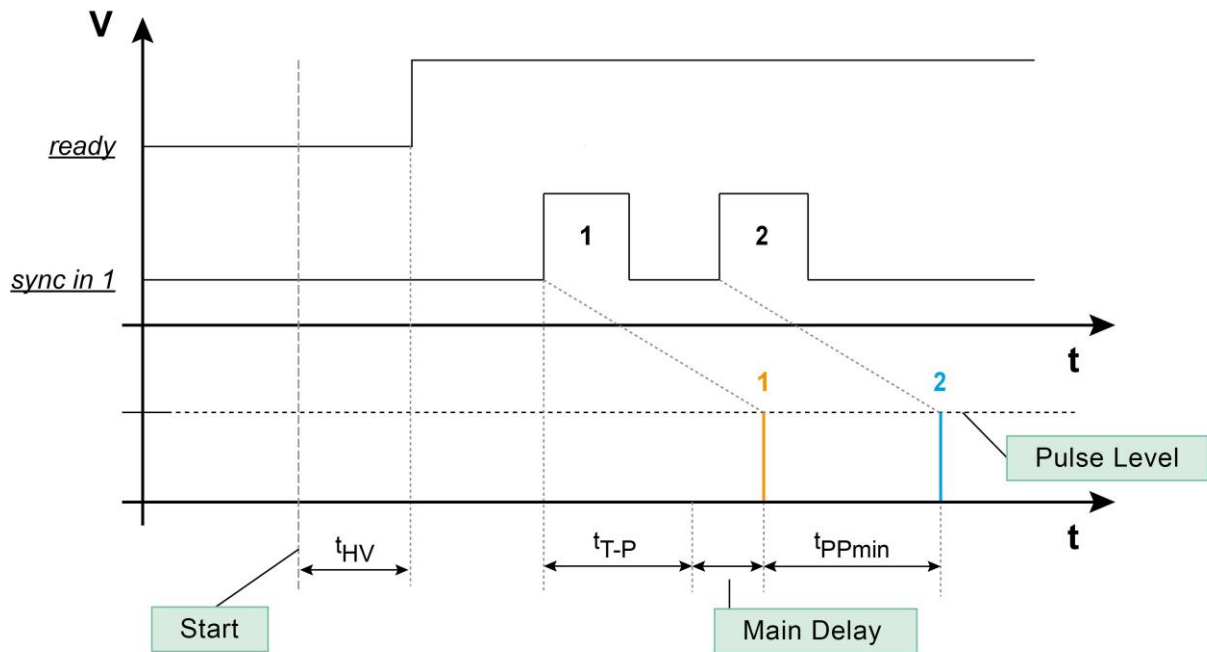 V
ready
1
2
sync in 1
t
1
2
Pulse Level
t
tHV
tT-P
tPPmin
Start
Main Delay